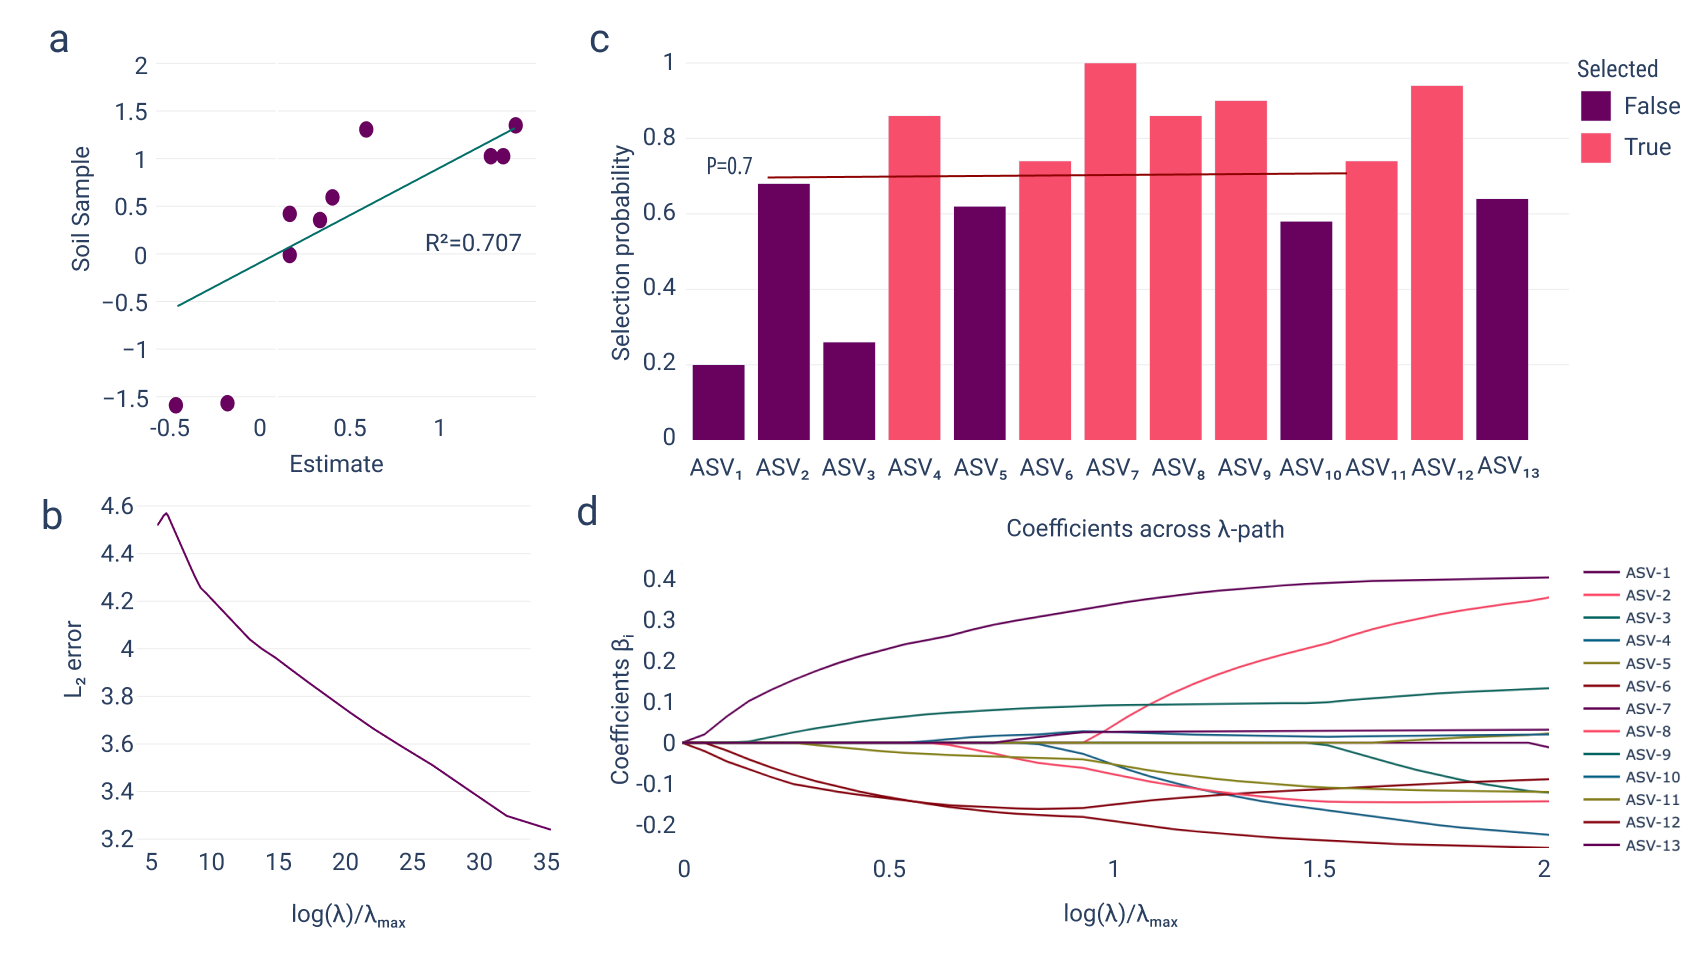 a
2
1.5
1
0.5
0
−0.5
−1
−1.5
-0.5 0 0.5 1
Soil Sample
Estimate
R²=0.707
b
4.6
4.4
4.2
4
3.8
3.6
3.4
3.2
5 10 15 20 25 30 35
L₂ error
log(λ)/λmax
c
1
0.8
0.6
0.4
0.2
0
Selection probability
P=0.7
ASV₁ ASV₂ ASV₃ ASV₄ ASV₅ ASV₆ ASV₇ ASV₈ ASV₉ ASV₁₀ ASV₁₁ ASV₁₂ ASV₁₃
Selected
False
True
d
Coefficients across λ-path
0.4
0.3
0.2
0.1
0
-0.1
-0.2
0 0.5 1 1.5 2
Coefficients βᵢ
log(λ)/λmax
ASV-1
ASV-2
ASV-3
ASV-4
ASV-5
ASV-6
ASV-7
ASV-8
ASV-9
ASV-10
ASV-11
ASV-12
ASV-13